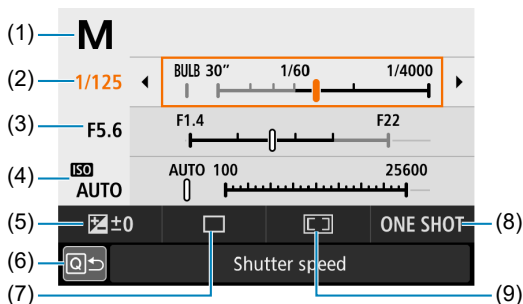 (1) M
(2) 1/125 BULB 30" 1/60 1/4000
(3) F5.6 F1.4 F22
(4) ISO AUTO AUTO 100 25600
(5) ±0 ONE SHOT (8)
(6) Q Shutter speed
(7) (9)